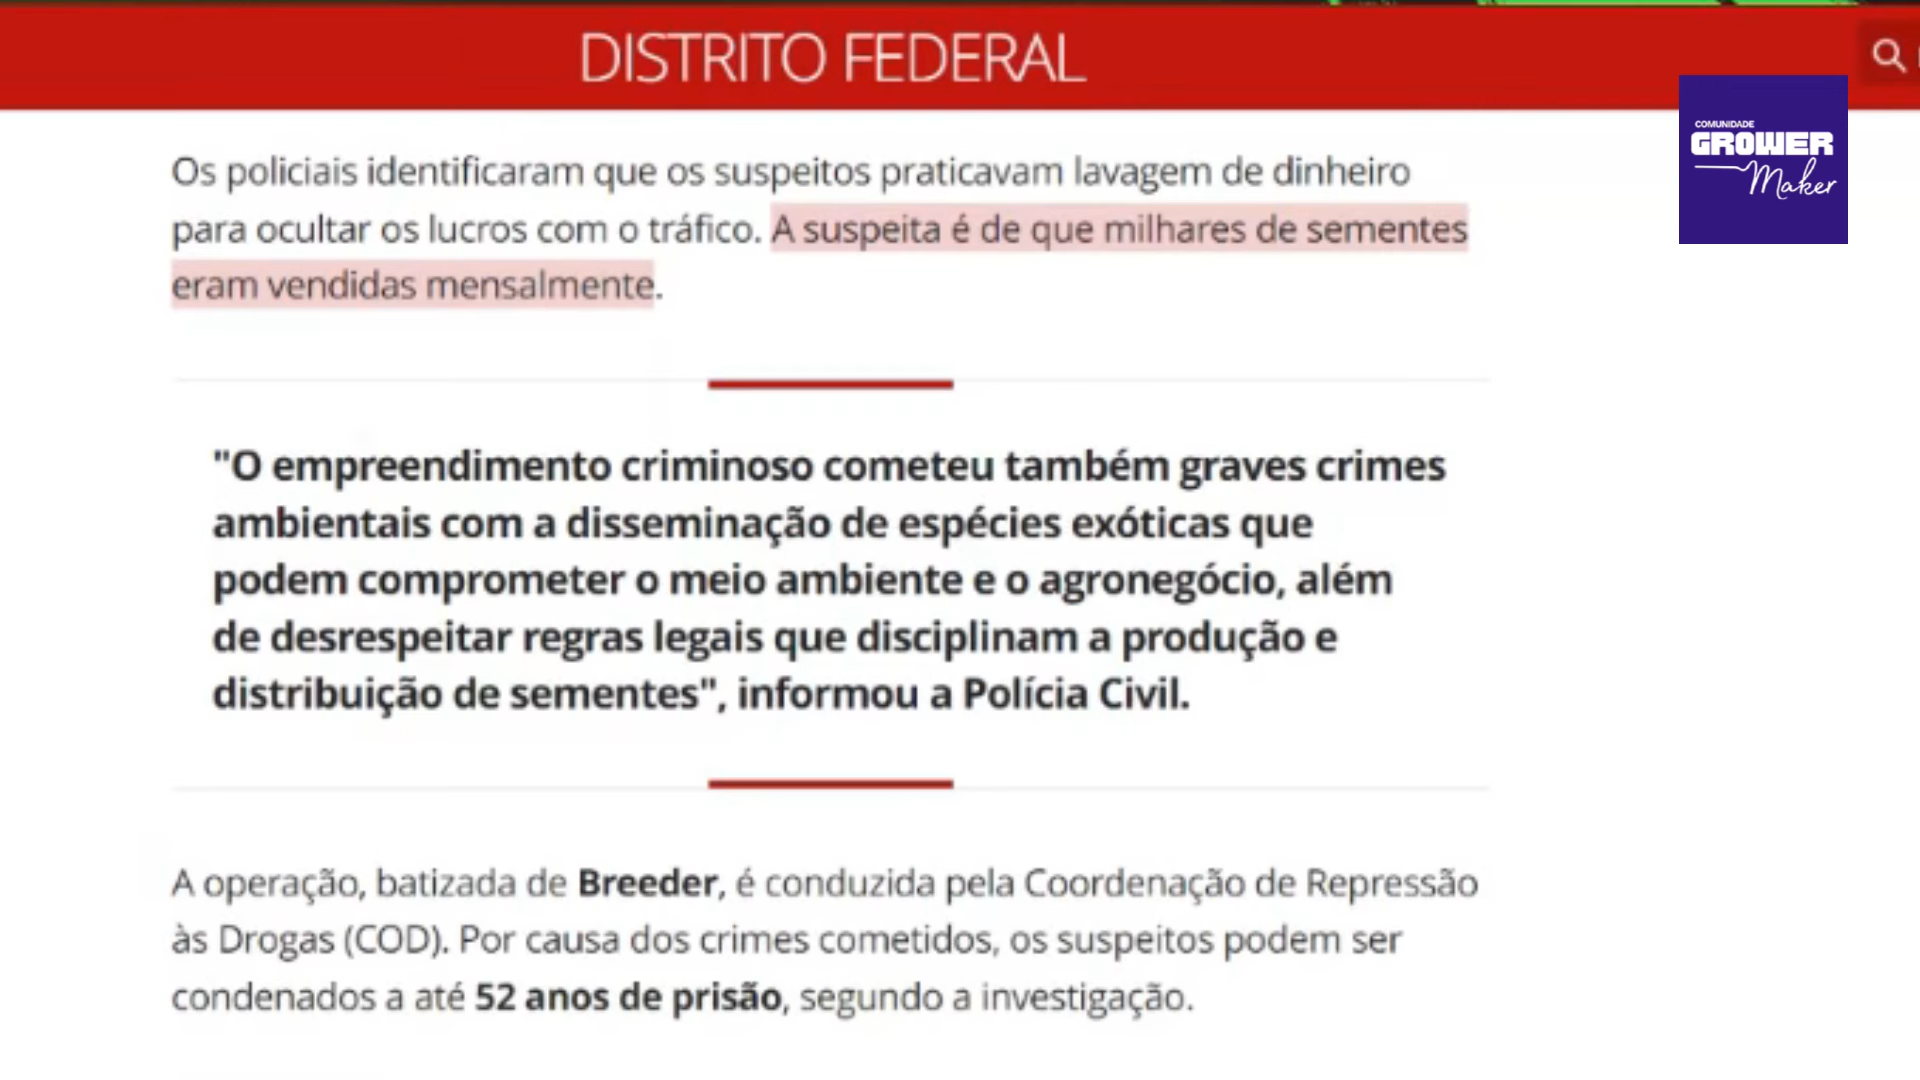 DISTRITO FEDERAL
COMUNIDADE
GROWER
Maker
Os policiais identificaram que os suspeitos praticavam lavagem de dinheiro
para ocultar os lucros com o tráfico. A suspeita é de que milhares de sementes
eram vendidas mensalmente.
"O empreendimento criminoso cometeu também graves crimes
ambientais com a disseminação de espécies exóticas que
podem comprometer o meio ambiente e o agronegócio, além
de desrespeitar regras legais que disciplinam a produção e
distribuição de sementes", informou a Polícia Civil.
A operação, batizada de Breeder, é conduzida pela Coordenação de Repressão
às Drogas (COD). Por causa dos crimes cometidos, os suspeitos podem ser
condenados a até 52 anos de prisão, segundo a investigação.